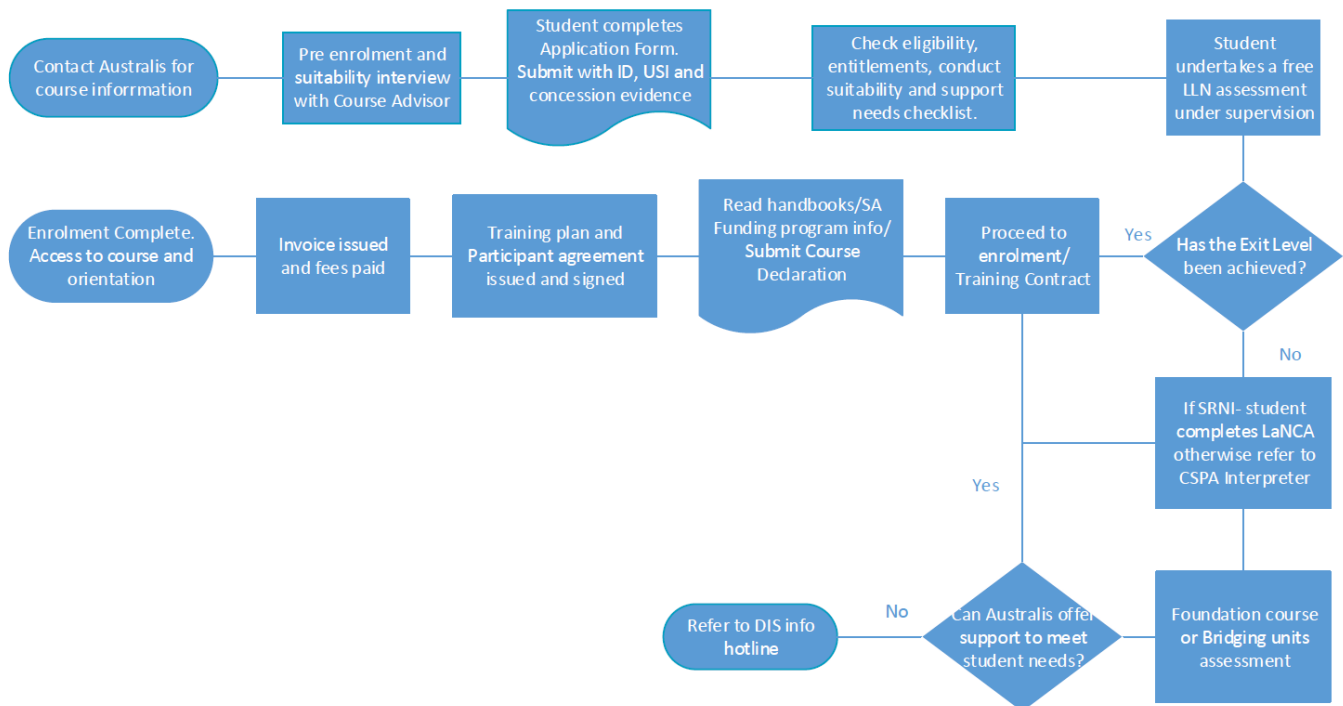 Contact Australis for
course inforrmation
Pre enrolment and
suitability interview
with Course Advisor
Student completes
Application Form.
Submit with ID, USI and
concession evidence
Check eligibility,
entitlements, conduct
suitability and support
needs checklist.
Student
undertakes a free
LLN assessment
under supervision
Has the Exit Level
been achieved?
Yes
Proceed to
enrolment/
Training Contract
Read handbooks/SA
Funding program info/
Submit Course
Declaration
Training plan and
Participant agreement
issued and signed
Invoice issued
and fees paid
Enrolment Complete.
Access to course and
orientation
No
If SRNI- student
completes LaNCA
otherwise refer to
CSPA Interpreter
Foundation course
or Bridging units
assessment
Can Australis offer
support to meet
student needs?
Yes
No
Refer to DIS info
hotline